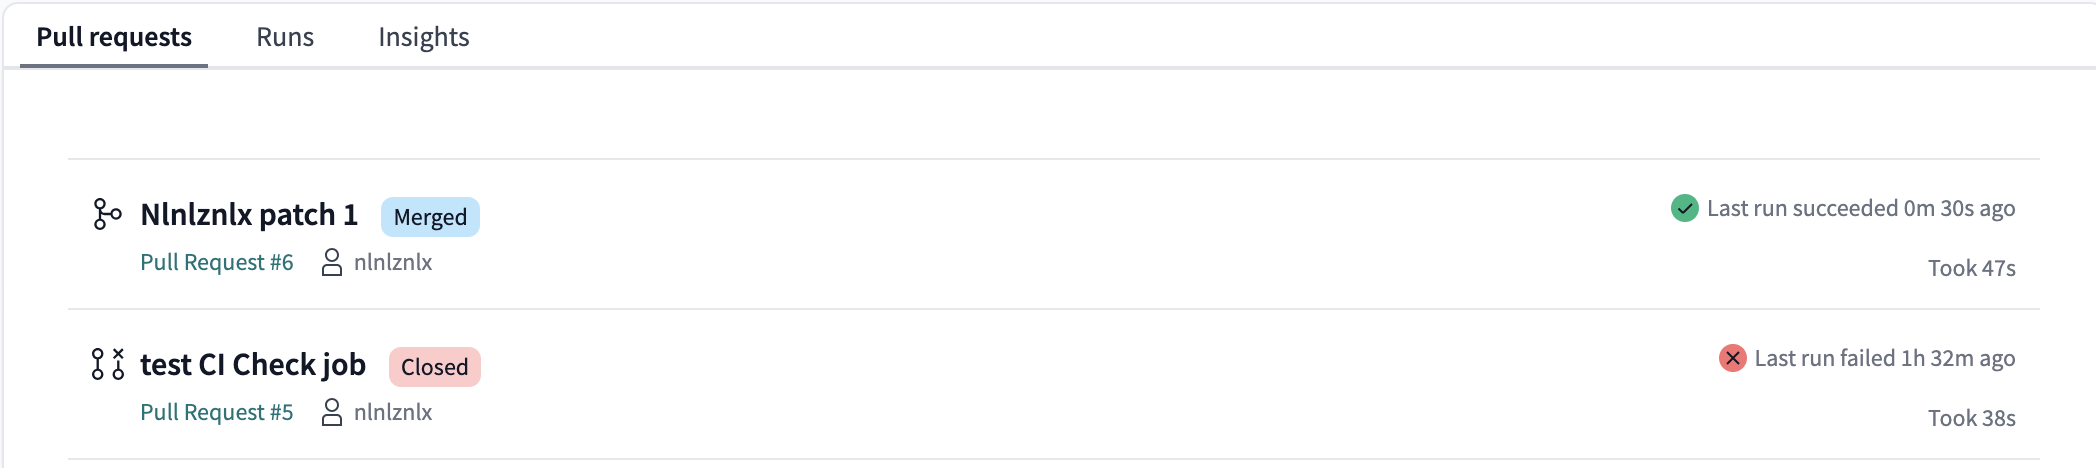 Pull requests Runs Insights
Nlnlznlx patch 1 Merged
Last run succeeded 0m 30s ago
Pull Request #6 nlnlznlx
Took 47s
test CI Check job Closed
Last run failed 1h 32m ago
Pull Request #5 nlnlznlx
Took 38s